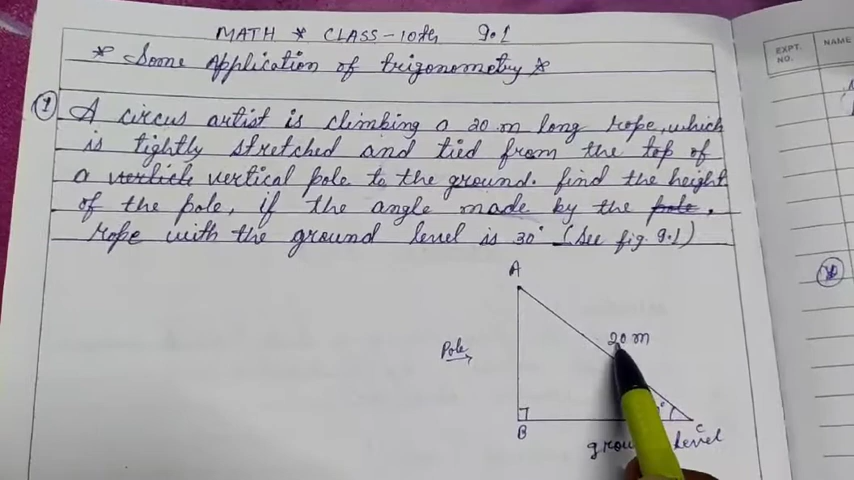 MATH * CLASS-10th 9.1
* Some Application of trigonometry *
(1) A circus artist is climbing a 20 m long rope, which
is tightly stretched and tied from the top of
a vertical pole to the ground. find the height
of the pole, if the angle made by the pole.
rope with the ground level is 30° (See fig. 9.1)
A
20 m
Pole
B
C
level
EXPT. NO.
NAME